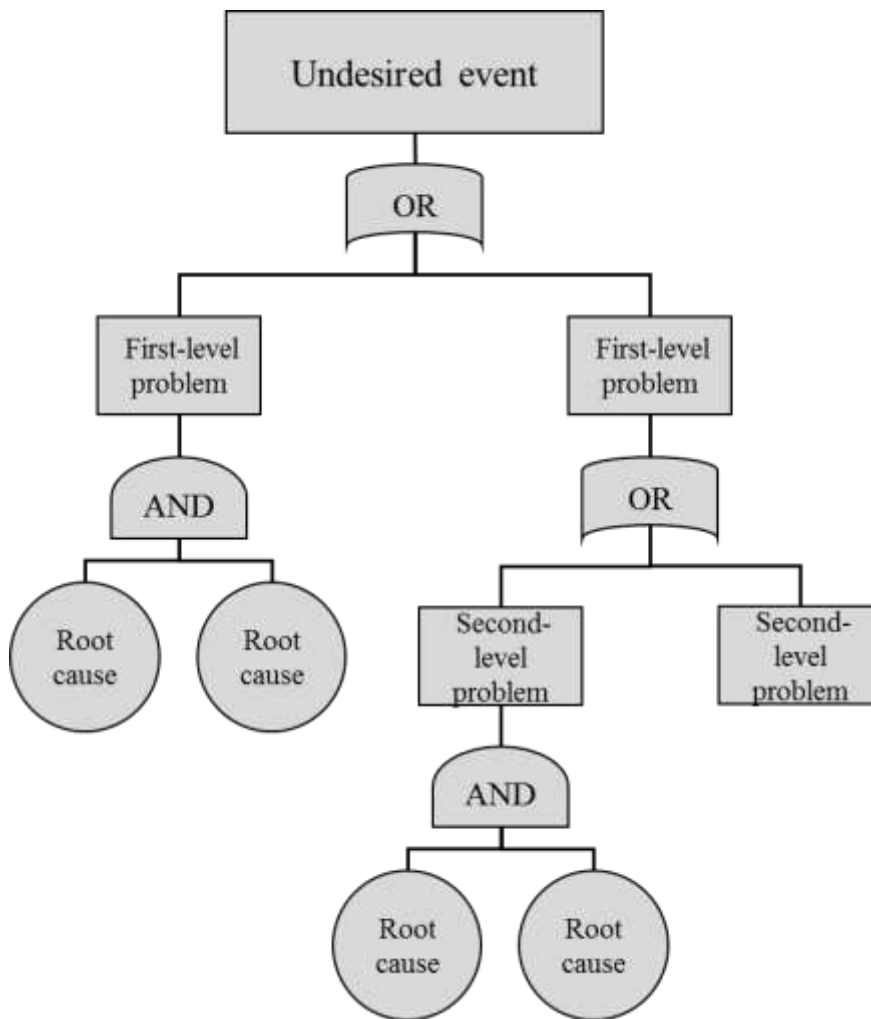 Undesired event
OR
First-level
problem
First-level
problem
AND
OR
Root
cause
Root
cause
Second-
level
problem
Second-
level
problem
AND
Root
cause
Root
cause